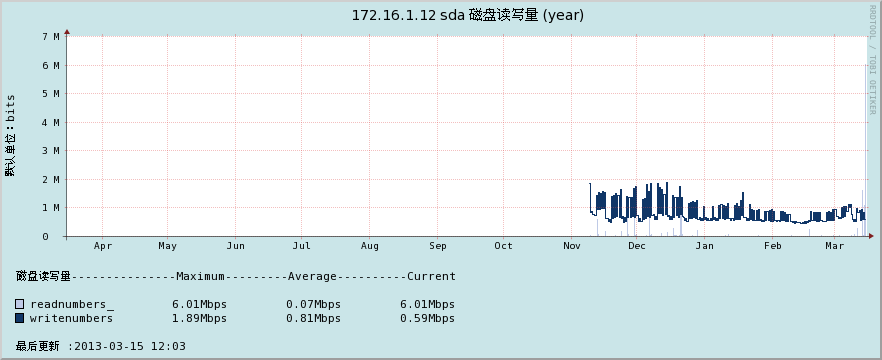 172.16.1.12 sda 磁盘读写量 (year)
RRDTOOL / TOBI OETIKER
默认单位：bits
7 M
6 M
5 M
4 M
3 M
2 M
1 M
0
Apr May Jun Jul Aug Sep Oct Nov Dec Jan Feb Mar
磁盘读写量---------------Maximum---------Average----------Current
readnumbers_ 6.01Mbps 0.07Mbps 6.01Mbps
writenumbers 1.89Mbps 0.81Mbps 0.59Mbps
最后更新 :2013-03-15 12:03